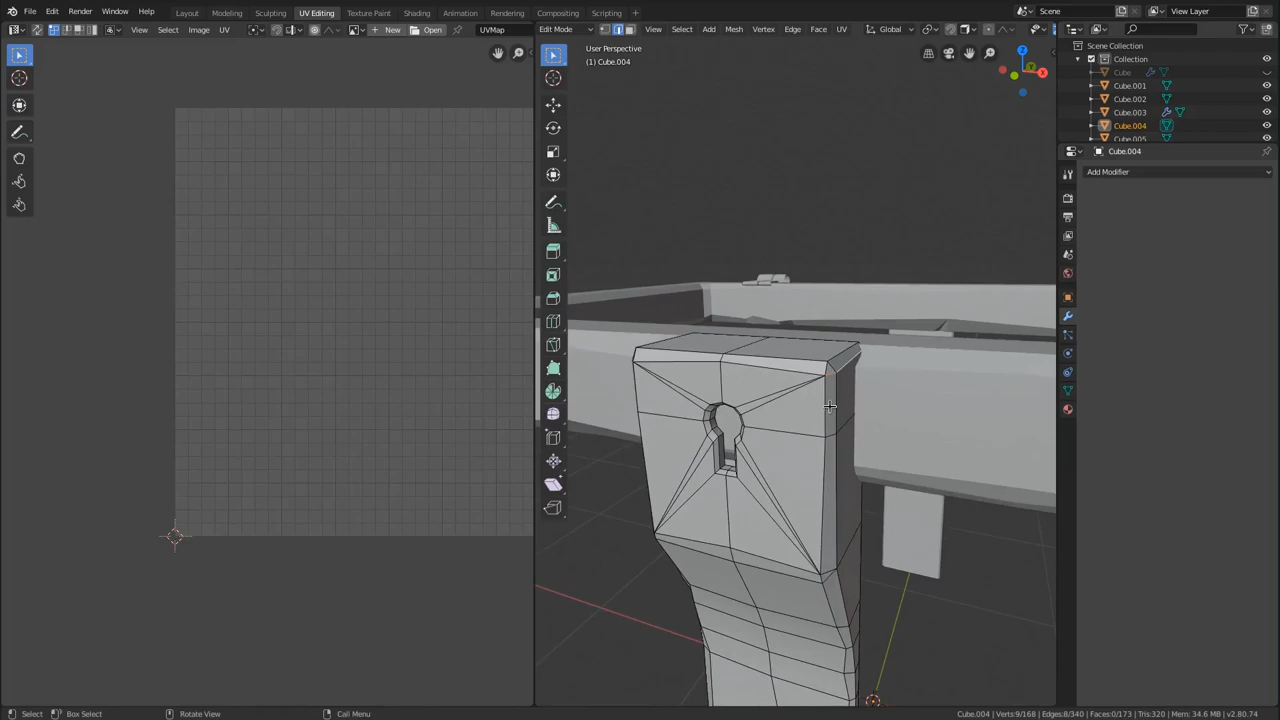 File Edit Render Window Help Layout Modeling Sculpting UV Editing Texture Paint Shading Animation Rendering Compositing Scripting + Scene View Layer
View Select Image UV New Open UVMap Edit Mode View Select Add Mesh Vertex Edge Face UV Global
User Perspective
(1) Cube.004
Scene Collection
Collection
Cube
Cube.001
Cube.002
Cube.003
Cube.004
Cube.005
Cube.004
Add Modifier
X
Y
Z
Select Box Select Rotate View Call Menu Cube.004 | Verts:9/168 | Edges:8/340 | Faces:0/173 | Tris:320 | Mem: 34.6 MB | v2.80.74